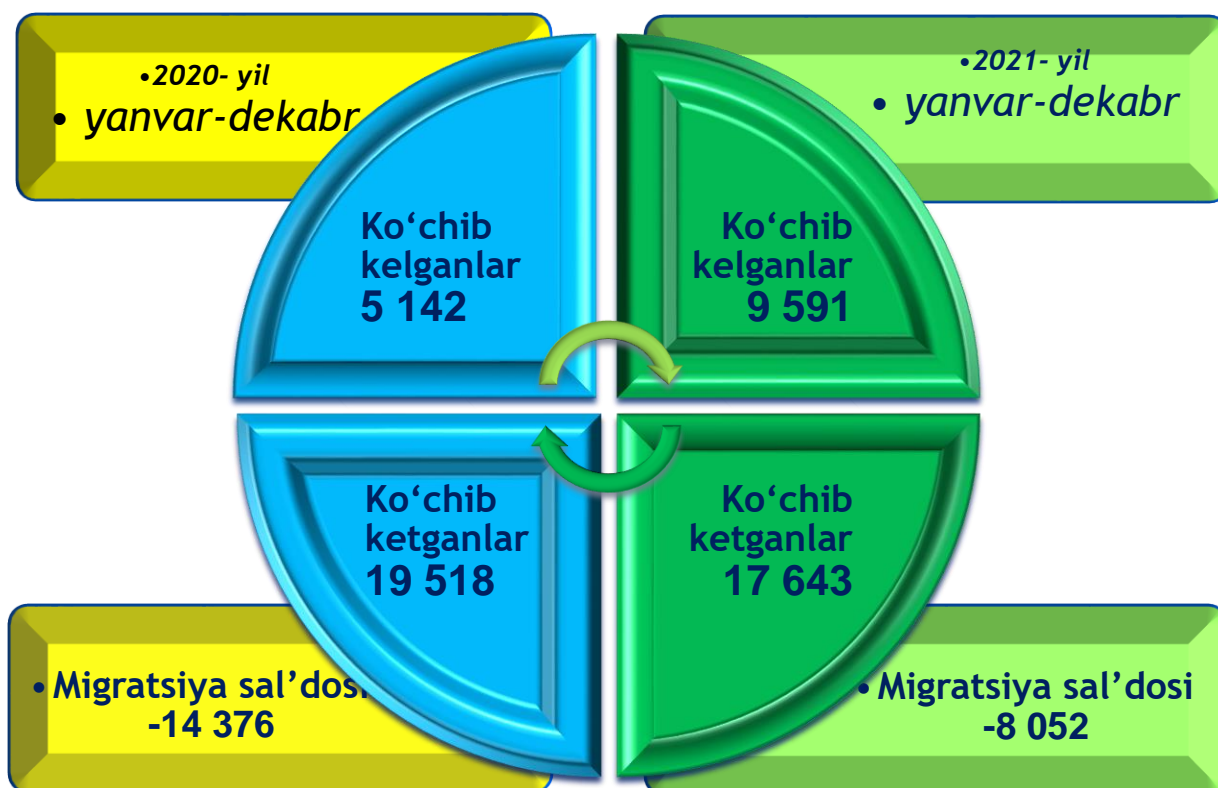 •2020- yil
• yanvar-dekabr
•2021- yil
• yanvar-dekabr
Ko‘chib
kelganlar
5 142
Ko‘chib
kelganlar
9 591
Ko‘chib
ketganlar
19 518
Ko‘chib
ketganlar
17 643
•Migratsiya sal’dosi
-14 376
•Migratsiya sal’dosi
-8 052